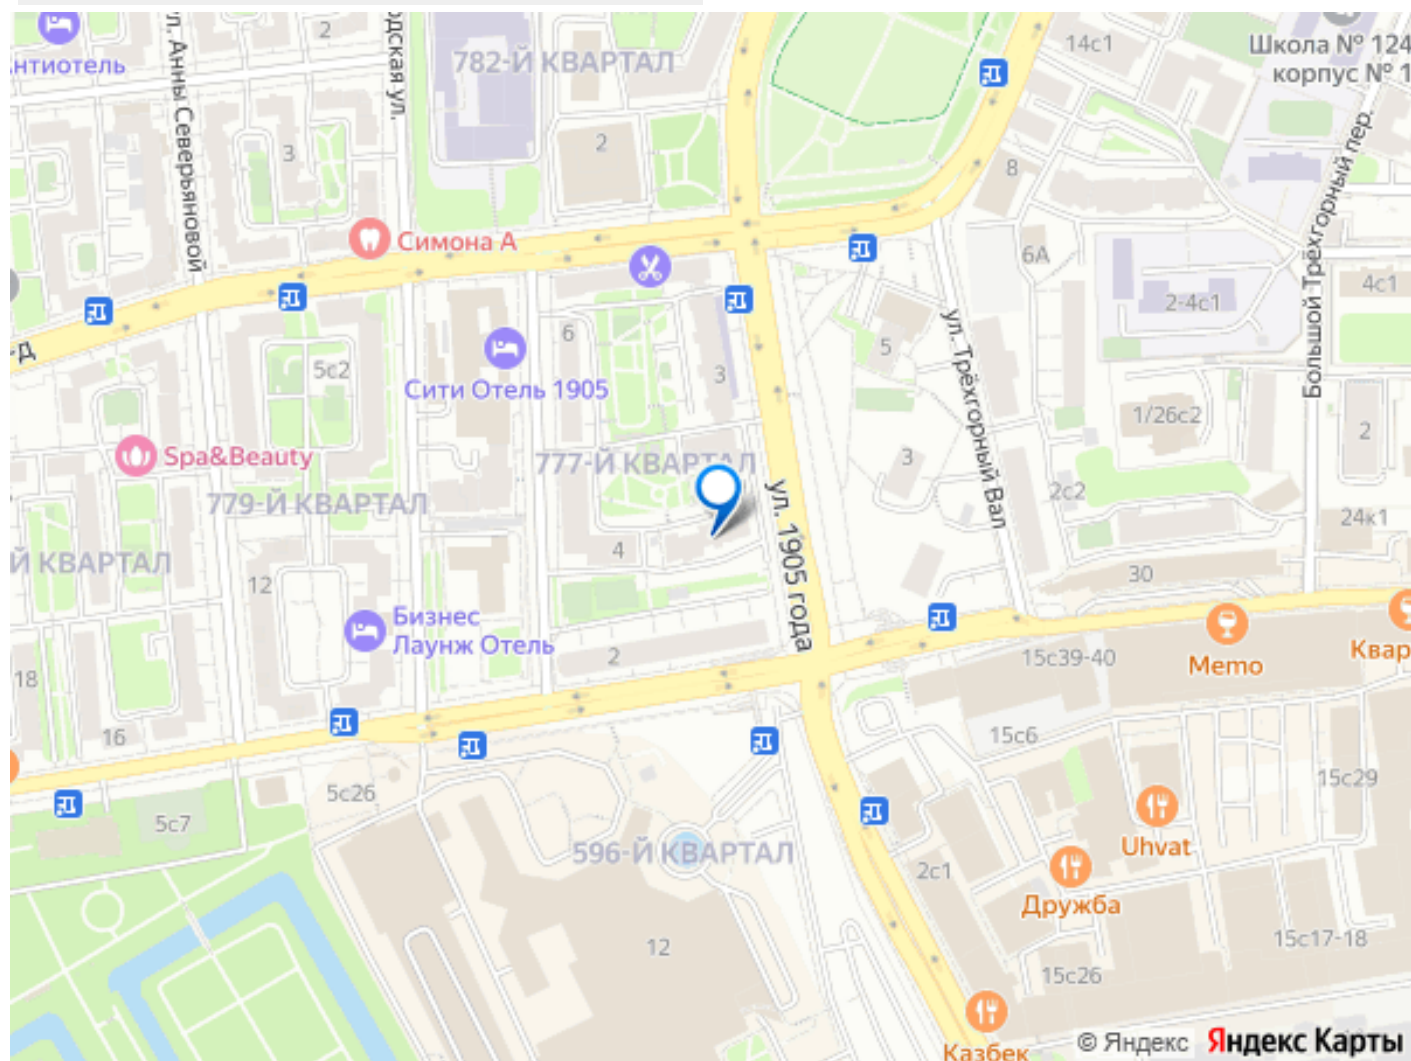 нтиотель
ул. Анны Северьяновой
2
одская ул.
782-Й КВАРТАЛ
14с1
Школа № 124
корпус № 1
3
2
8
Большой Трёхгорный пер.
Симона А
6А
4с1
2-4с1
-д
5с2
6
3
5
ул. Трёхгорный Вал
Сити Отель 1905
1/26с2
2
Spa&Beauty
777-Й КВАРТАЛ
3
779-Й КВАРТАЛ
ул. 1905 года
2с2
24к1
4
Й КВАРТАЛ
12
30
Бизнес
Лаунж Отель
2
15с39-40
Memo
Квар
18
16
15с6
15с29
5с26
5с7
596-Й КВАРТАЛ
Uhvat
2с1
Дружба
12
15с17-18
15с26
Казбек
© Яндекс Яндекс Карты